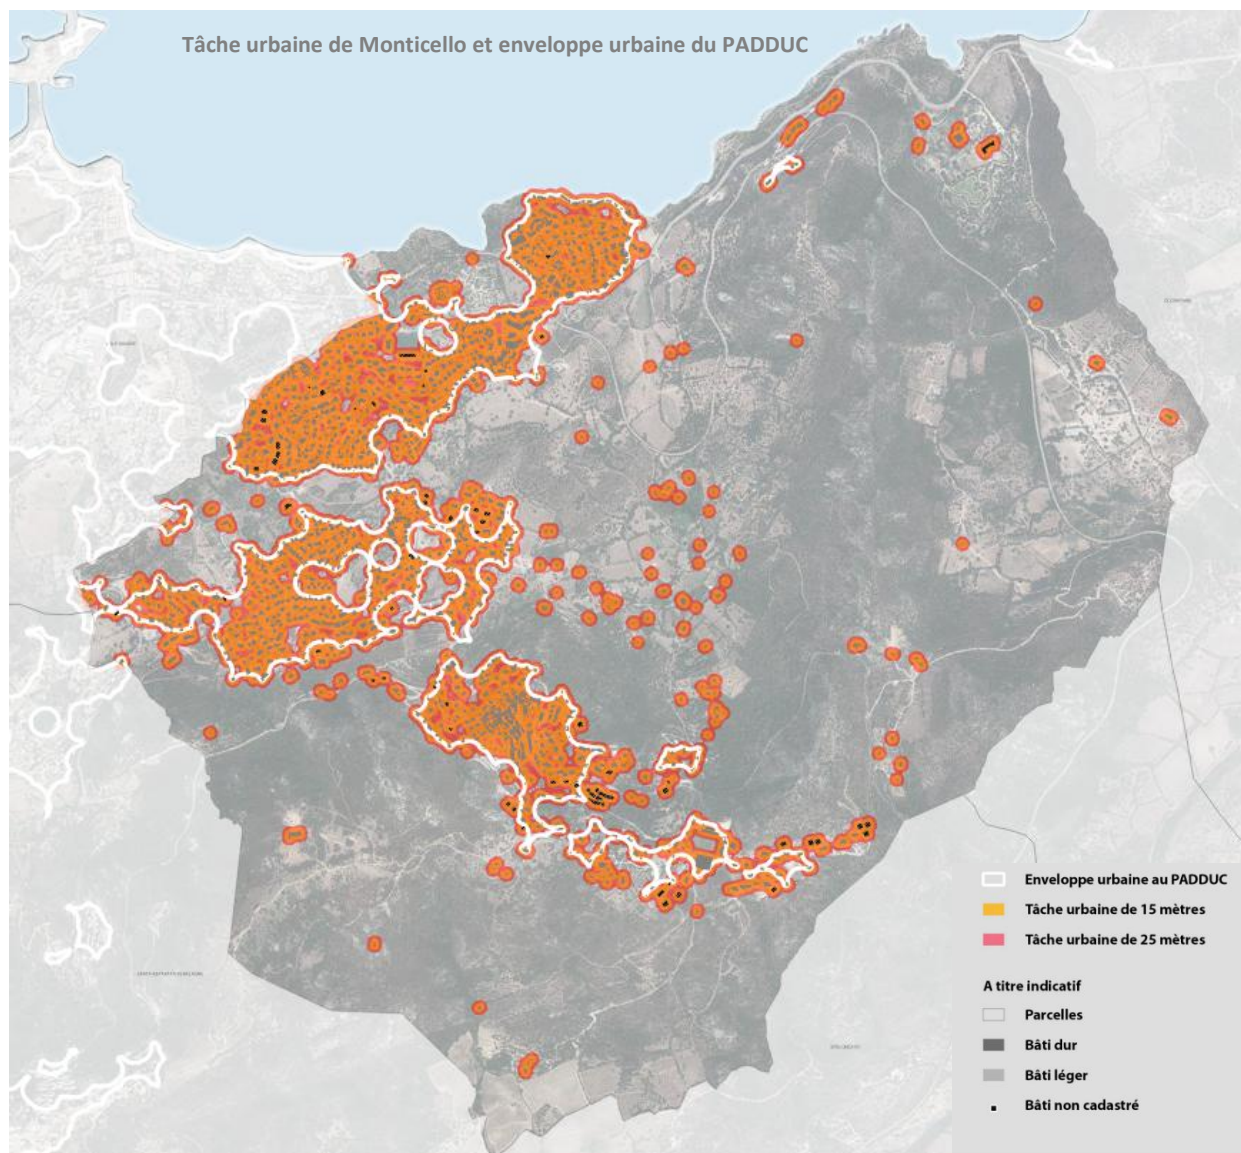 Tâche urbaine de Monticello et enveloppe urbaine du PADDUC
Enveloppe urbaine au PADDUC
Tâche urbaine de 15 mètres
Tâche urbaine de 25 mètres
A titre indicatif
Parcelles
Bâti dur
Bâti léger
Bâti non cadastré